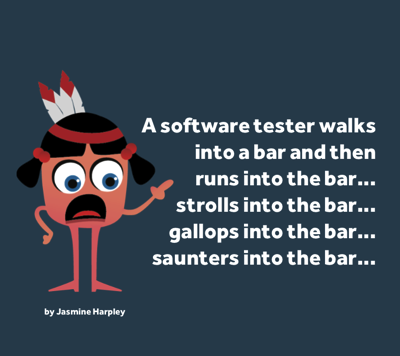 A software tester walks
into a bar and then
runs into the bar...
strolls into the bar...
gallops into the bar...
saunters into the bar...
by Jasmine Harpley